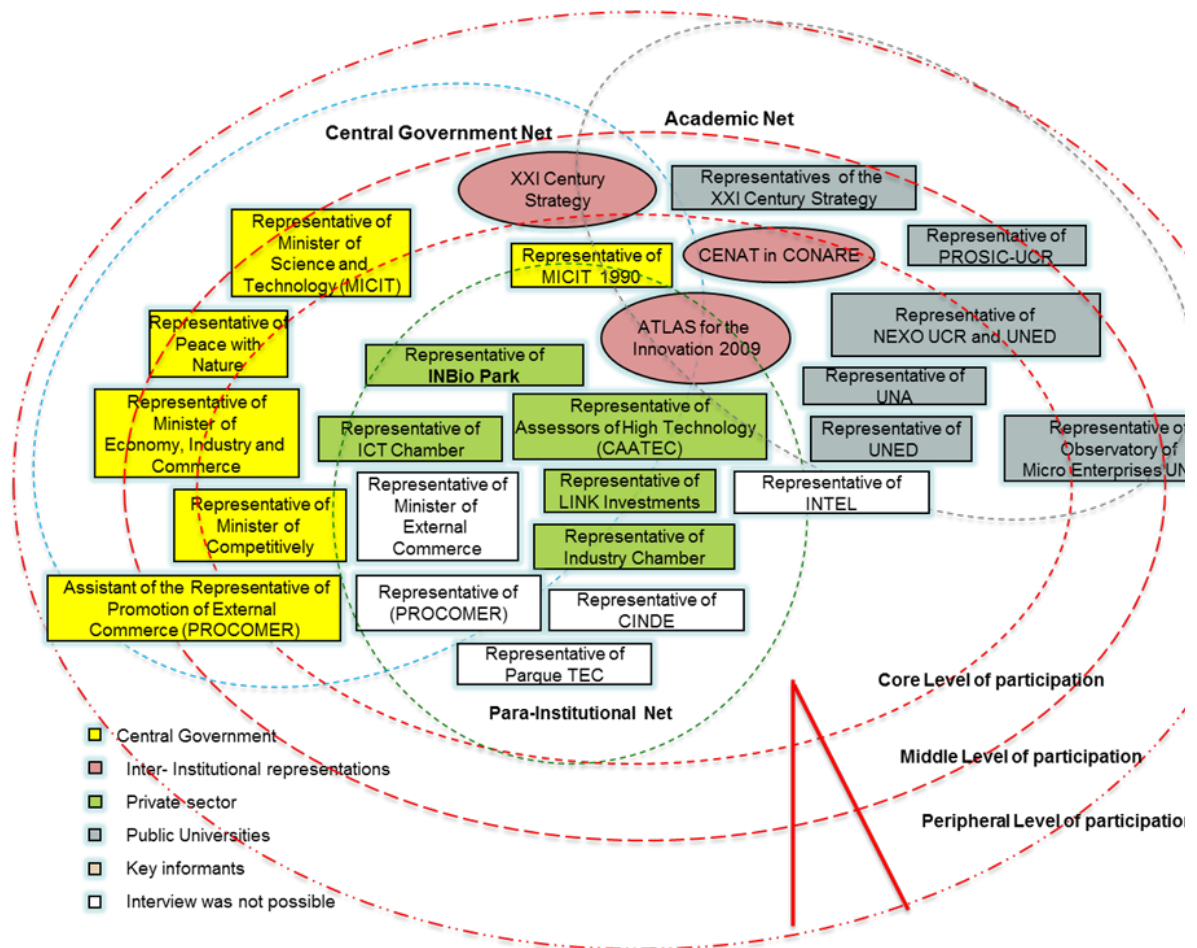 Central Government Net
Academic Net
XXI Century
Strategy
Representatives of the
XXI Century Strategy
Representative of
Minister of
Science and
Technology (MICIT)
Representative of
MICIT 1990
CENAT in CONARE
Representative of
PROSIC-UCR
Representative of
Peace with
Nature
ATLAS for the
Innovation 2009
Representative of
NEXO UCR and UNED
Representative of
INBio Park
Representative of
UNA
Representative of
Minister of
Economy, Industry and
Commerce
Representative of
ICT Chamber
Representative of
Assessors of High Technology
(CAATEC)
Representative of
UNED
Representative of
Observatory of
Micro Enterprises UN
Representative of
Minister of
Competitively
Representative of
Minister of
External
Commerce
Representative of
LINK Investments
Representative of
INTEL
Representative of
Industry Chamber
Assistant of the Representative of
Promotion of External
Commerce (PROCOMER)
Representative of
(PROCOMER)
Representative of
CINDE
Representative of
Parque TEC
Para-Institutional Net
Core Level of participation
Middle Level of participation
Peripheral Level of participation
Central Government
Inter- Institutional representations
Private sector
Public Universities
Key informants
Interview was not possible